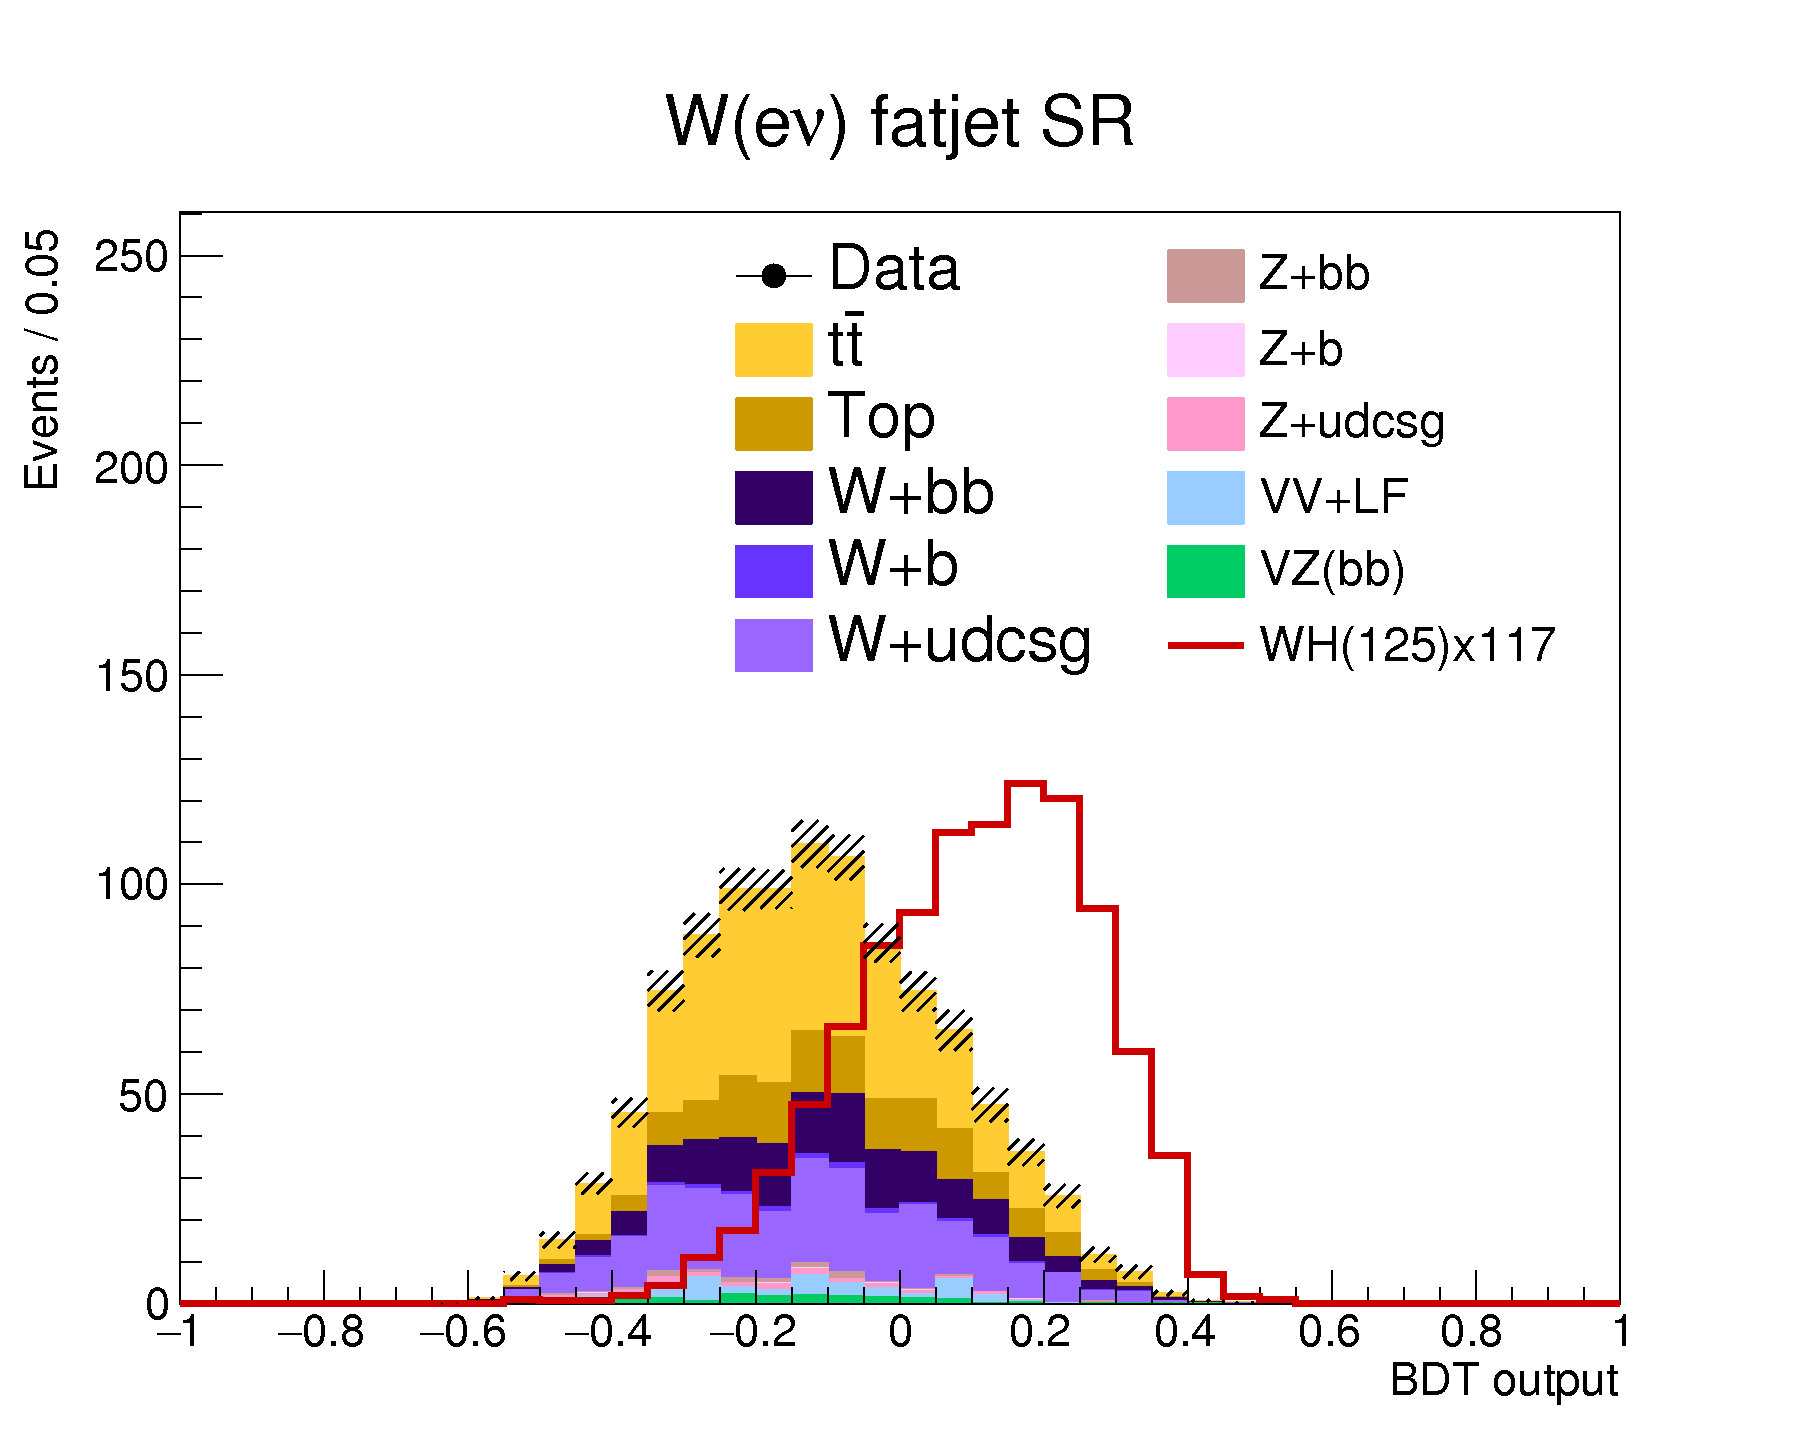 W(eν) fatjet SR
Events / 0.05
250
200
150
100
50
0
Data
tt̄
Top
W+bb
W+b
W+udcsg
Z+bb
Z+b
Z+udcsg
VV+LF
VZ(bb)
WH(125)x117
−1 −0.8 −0.6 −0.4 −0.2 0 0.2 0.4 0.6 0.8 1
BDT output